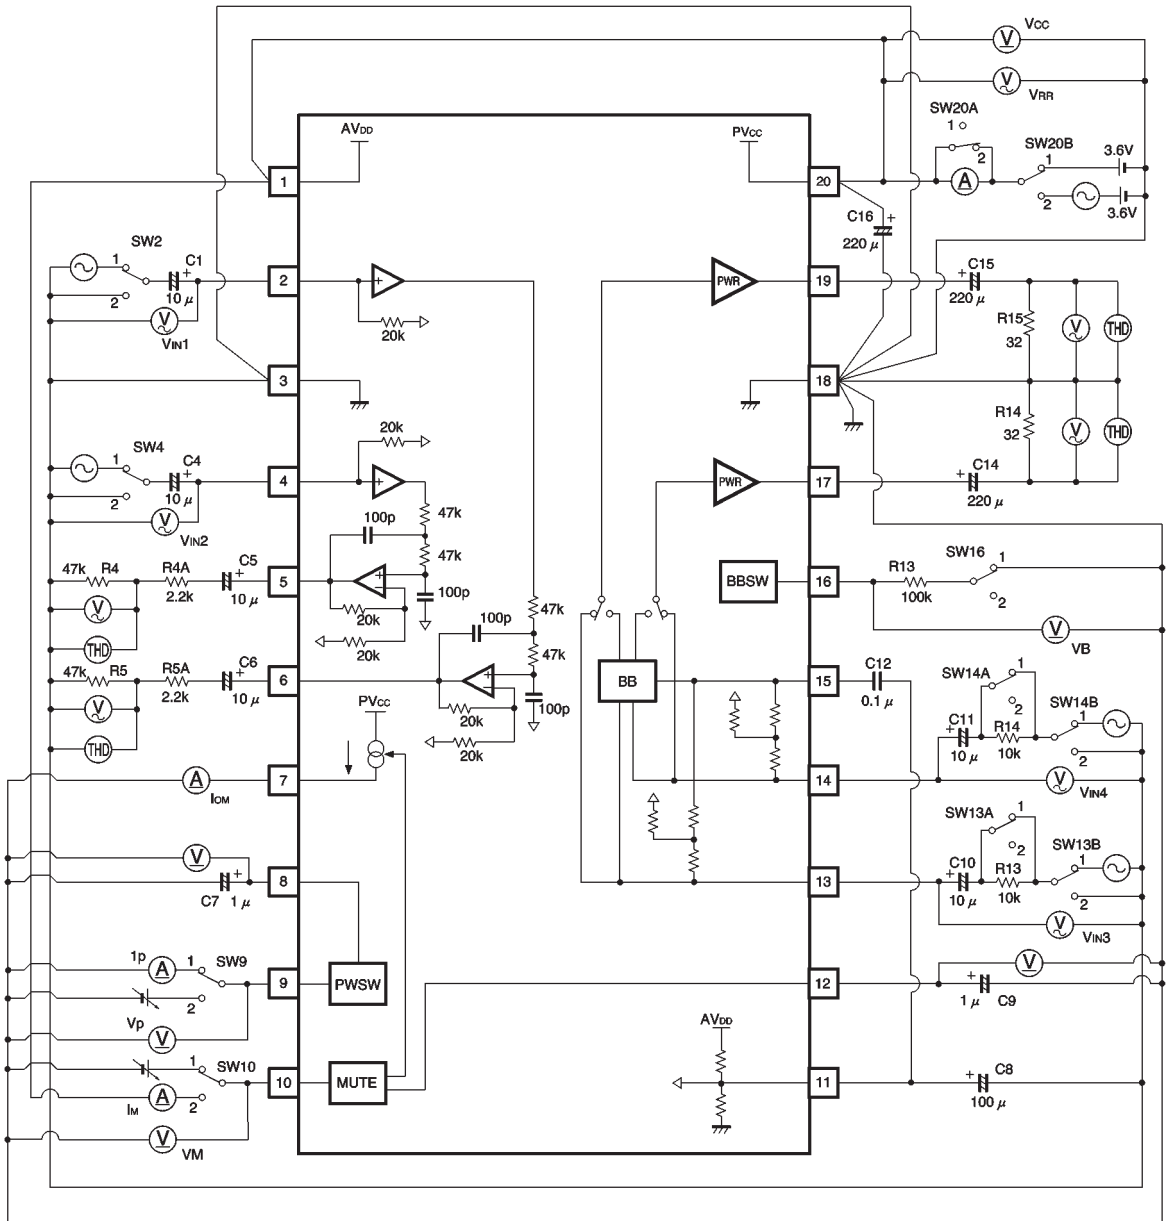 VCC
VRR
SW20A
1
2
SW20B
1
2
3.6V
3.6V
A
V
V
AVDD
PVCC
1
20
C16
+
220 μ
SW2
1
2
C1
+
10 μ
V
VIN1
2
+
20k
PWR
19
+
C15
220 μ
R15
32
V
THD
3
18
R14
32
V
THD
SW4
1
2
C4
+
10 μ
V
VIN2
4
20k
+
47k
100p
47k
PWR
17
+
C14
220 μ
47k
R4
R4A
2.2k
C5
+
10 μ
V
THD
5
+
−
20k
20k
100p
BBSW
16
R13
100k
SW16
1
2
V
VB
47k
R5
R5A
2.2k
C6
+
10 μ
V
THD
6
100p
47k
47k
+
−
20k
20k
100p
BB
15
C12
0.1 μ
SW14A
1
2
SW14B
1
2
+
C11
10 μ
R14
10k
PVCC
A
IOM
7
14
V
VIN4
SW13A
1
2
SW13B
1
2
V
C7
+
1 μ
8
13
+
C10
10 μ
R13
10k
V
VIN3
1p
A
1
2
SW9
Vp
V
9
PWSW
12
V
+
1 μ
C9
1
2
SW10
IM
A
VM
V
10
MUTE
AVDD
11
+
C8
100 μ